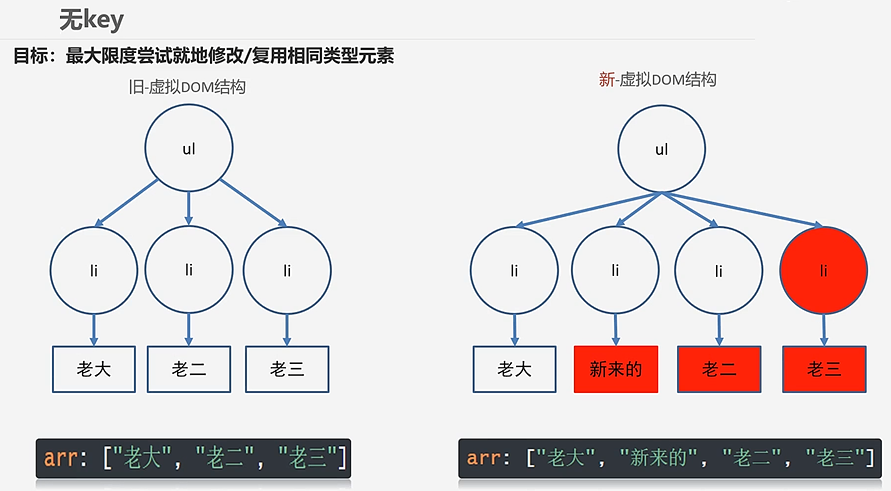 无key
目标：最大限度尝试就地修改/复用相同类型元素
旧-虚拟DOM结构
ul
li li li
老大 老二 老三
arr: ["老大", "老二", "老三"]
新-虚拟DOM结构
ul
li li li li
老大 新来的 老二 老三
arr: ["老大", "新来的", "老二", "老三"]